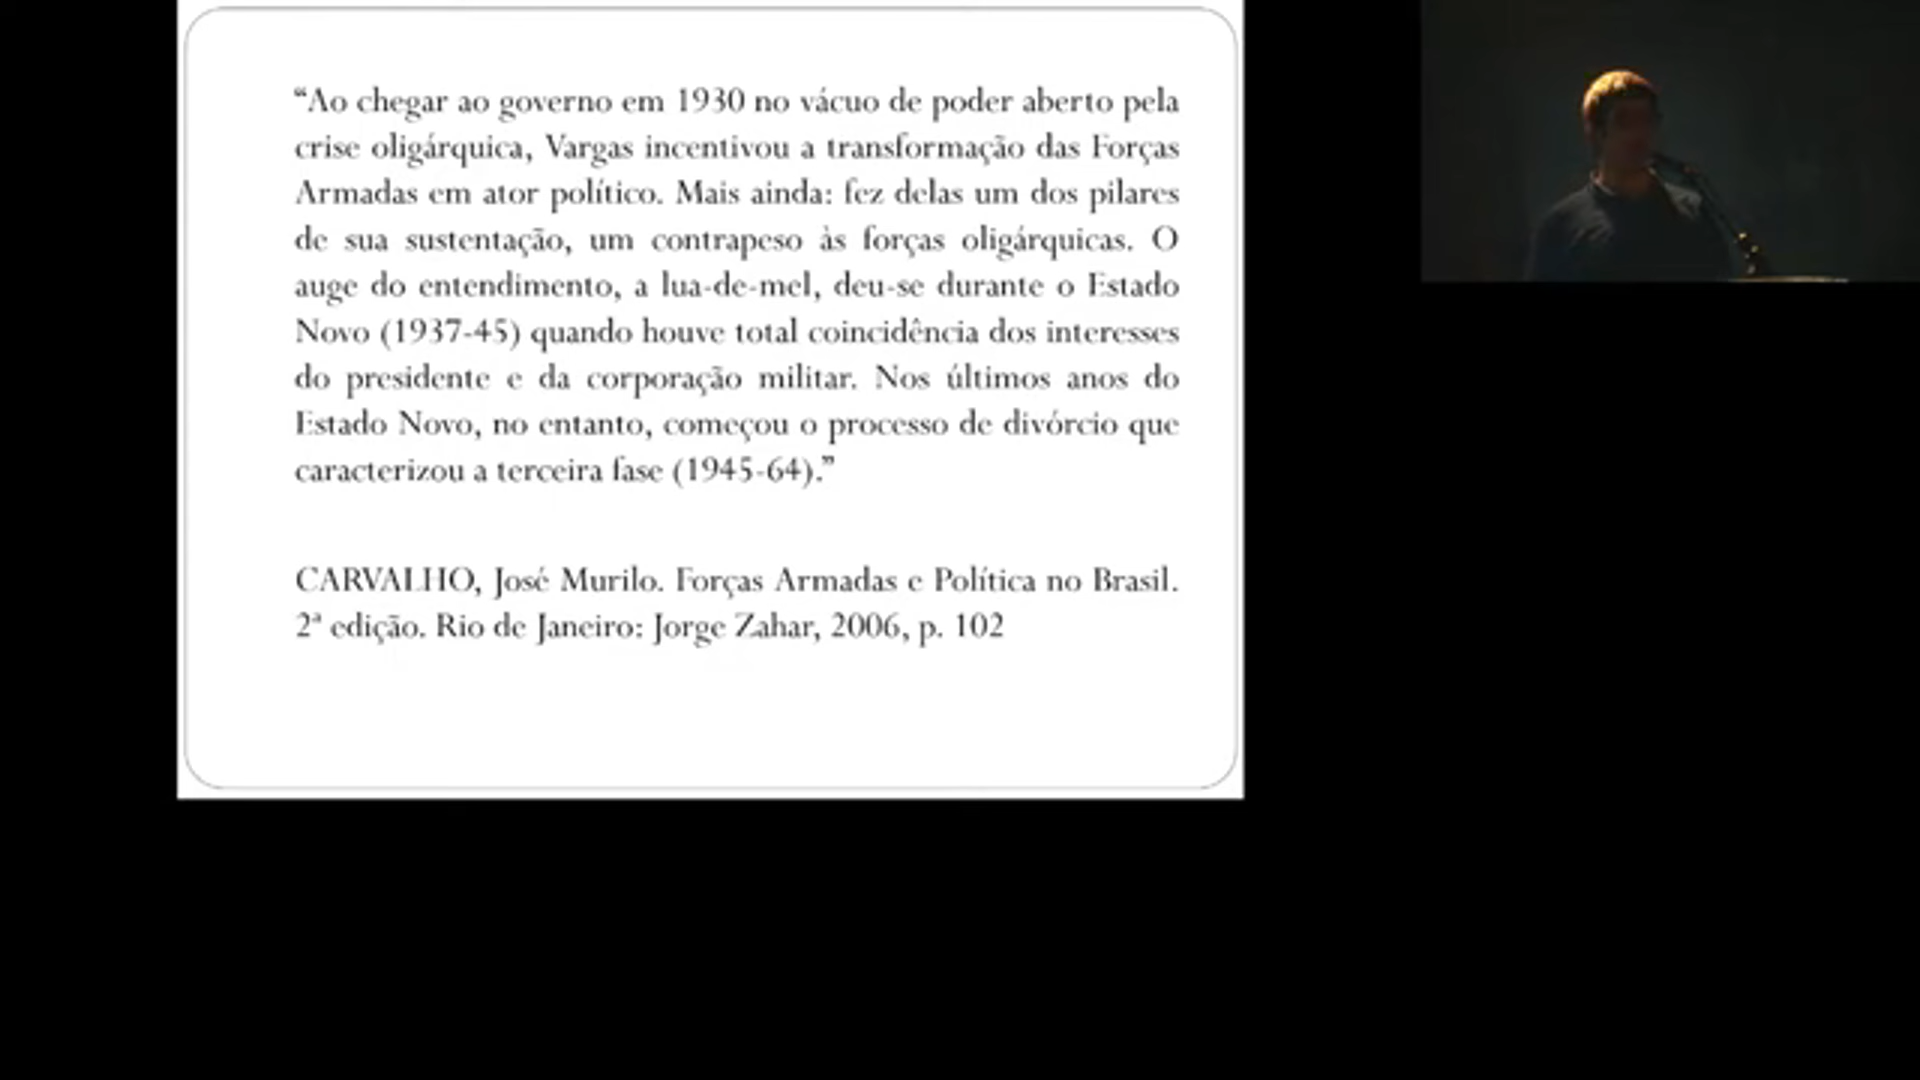 “Ao chegar ao governo em 1930 no vácuo de poder aberto pela
crise oligárquica, Vargas incentivou a transformação das Forças
Armadas em ator político. Mais ainda: fez delas um dos pilares
de sua sustentação, um contrapeso às forças oligárquicas. O
auge do entendimento, a lua-de-mel, deu-se durante o Estado
Novo (1937-45) quando houve total coincidência dos interesses
do presidente e da corporação militar. Nos últimos anos do
Estado Novo, no entanto, começou o processo de divórcio que
caracterizou a terceira fase (1945-64).”
CARVALHO, José Murilo. Forças Armadas e Política no Brasil.
2ª edição. Rio de Janeiro: Jorge Zahar, 2006, p. 102